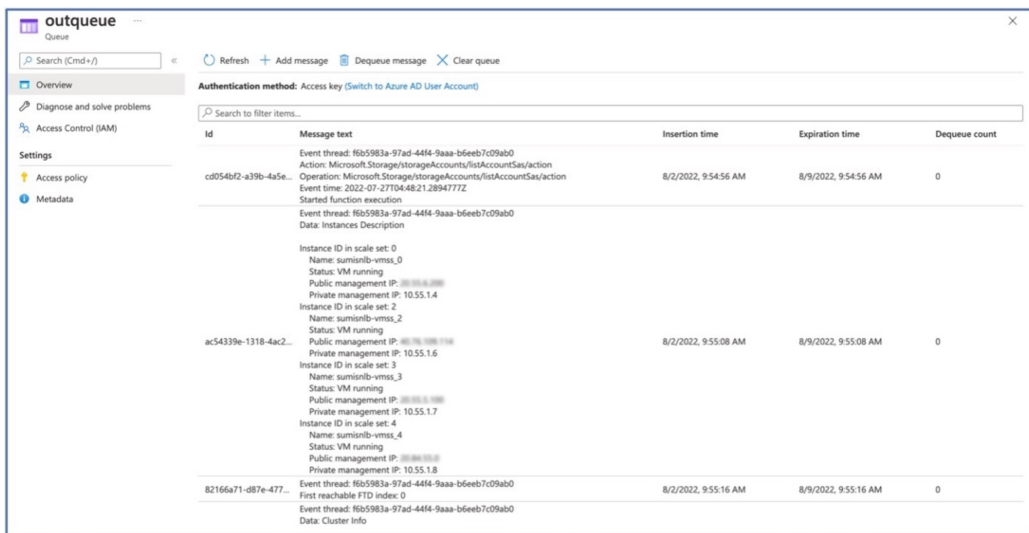 outqueue ...
Queue
Search (Cmd+/)
«
Overview
Diagnose and solve problems
Access Control (IAM)
Settings
Access policy
Metadata
Refresh Add message Dequeue message Clear queue
Authentication method: Access key (Switch to Azure AD User Account)
Search to filter items...
Id Message text Insertion time Expiration time Dequeue count
Event thread: f6b5983a-97ad-44f4-9aaa-b6eeb7c09ab0
Action: Microsoft.Storage/storageAccounts/listAccountSas/action
cd054bf2-a39b-4a5e... Operation: Microsoft.Storage/storageAccounts/listAccountSas/action 8/2/2022, 9:54:56 AM 8/9/2022, 9:54:56 AM 0
Event time: 2022-07-27T04:48:21.2894777Z
Started function execution
Event thread: f6b5983a-97ad-44f4-9aaa-b6eeb7c09ab0
Data: Instances Description
Instance ID in scale set: 0
Name: sumisnlb-vmss_0
Status: VM running
Public management IP:
Private management IP: 10.55.1.4
Instance ID in scale set: 2
Name: sumisnlb-vmss_2
Status: VM running
ac54339e-1318-4ac2... Public management IP: 8/2/2022, 9:55:08 AM 8/9/2022, 9:55:08 AM 0
Private management IP: 10.55.1.6
Instance ID in scale set: 3
Name: sumisnlb-vmss_3
Status: VM running
Public management IP:
Private management IP: 10.55.1.7
Instance ID in scale set: 4
Name: sumisnlb-vmss_4
Status: VM running
Public management IP:
Private management IP: 10.55.1.8
82166a71-d87e-477... Event thread: f6b5983a-97ad-44f4-9aaa-b6eeb7c09ab0 8/2/2022, 9:55:16 AM 8/9/2022, 9:55:16 AM 0
First reachable FTD index: 0
Event thread: f6b5983a-97ad-44f4-9aaa-b6eeb7c09ab0
Data: Cluster Info